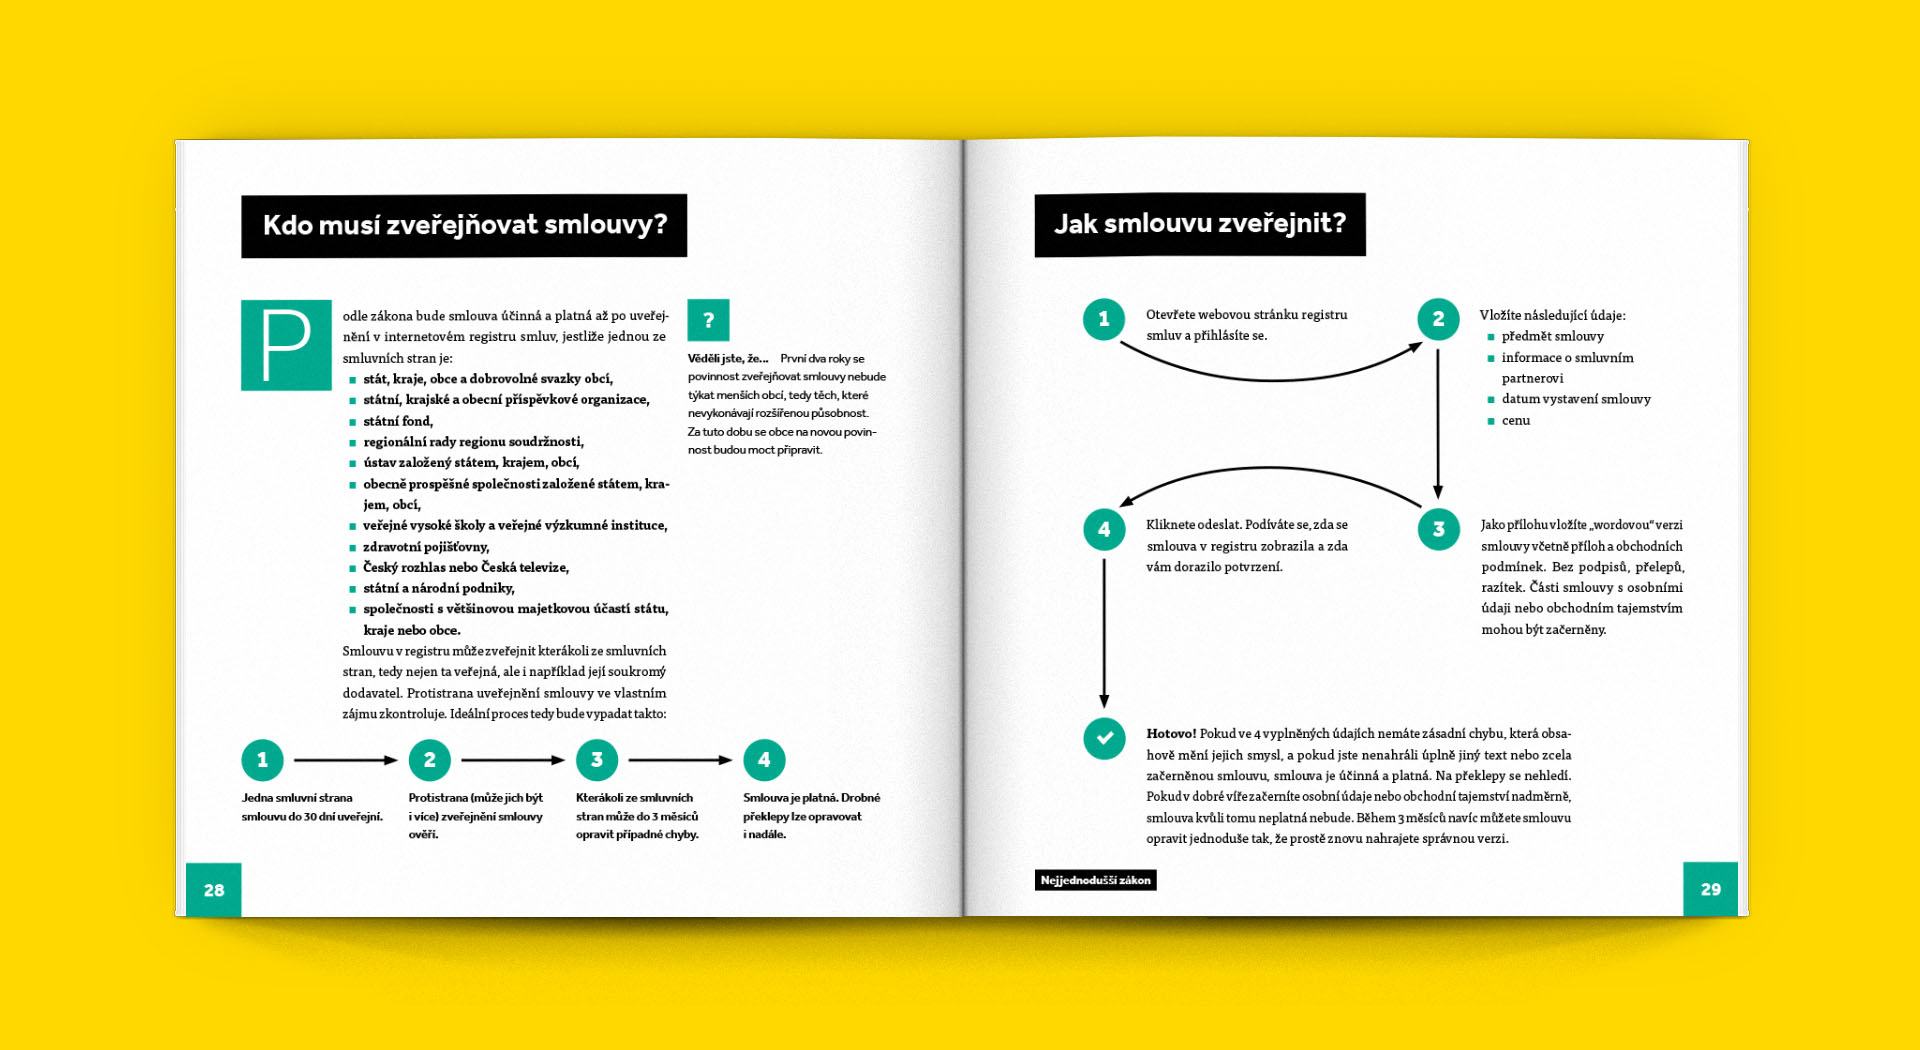 Kdo musí zveřejňovat smlouvy?
Podle zákona bude smlouva účinná a platná až po uveřej-
nění v internetovém registru smluv, jestliže jednou ze
smluvních stran je:
stát, kraje, obce a dobrovolné svazky obcí,
státní, krajské a obecní příspěvkové organizace,
státní fond,
regionální rady regionu soudržnosti,
ústav založený státem, krajem, obcí,
obecně prospěšné společnosti založené státem, kra-
jem, obcí,
veřejné vysoké školy a veřejné výzkumné instituce,
zdravotní pojišťovny,
Český rozhlas nebo Česká televize,
státní a národní podniky,
společnosti s většinovou majetkovou účastí státu,
kraje nebo obce.
Smlouvu v registru může zveřejnit kterákoli ze smluvních
stran, tedy nejen ta veřejná, ale i například její soukromý
dodavatel. Protistrana uveřejnění smlouvy ve vlastním
zájmu zkontroluje. Ideální proces tedy bude vypadat takto:
?
Věděli jste, že... První dva roky se
povinnost zveřejňovat smlouvy nebude
týkat menších obcí, tedy těch, které
nevykonávají rozšířenou působnost.
Za tuto dobu se obce na novou povin-
nost budou moct připravit.
1
Jedna smluvní strana
smlouvu do 30 dní uveřejní.
2
Protistrana (může jich být
i více) zveřejnění smlouvy
ověří.
3
Kterákoli ze smluvních
stran může do 3 měsíců
opravit případné chyby.
4
Smlouva je platná. Drobné
překlepy lze opravovat
i nadále.
28
Jak smlouvu zveřejnit?
1
Otevřete webovou stránku registru
smluv a přihlásíte se.
2
Vložíte následující údaje:
předmět smlouvy
informace o smluvním
partnerovi
datum vystavení smlouvy
cenu
3
Jako přílohu vložíte „wordovou“ verzi
smlouvy včetně příloh a obchodních
podmínek. Bez podpisů, přelepů,
razítek. Části smlouvy s osobními
údaji nebo obchodním tajemstvím
mohou být začerněny.
4
Kliknete odeslat. Podíváte se, zda se
smlouva v registru zobrazila a zda
vám dorazilo potvrzení.
Hotovo! Pokud ve 4 vyplněných údajích nemáte zásadní chybu, která obsa-
hově mění jejich smysl, a pokud jste nenahráli úplně jiný text nebo zcela
začerněnou smlouvu, smlouva je účinná a platná. Na překlepy se nehledí.
Pokud v dobré víře začerníte osobní údaje nebo obchodní tajemství nadměrně,
smlouva kvůli tomu neplatná nebude. Během 3 měsíců navíc můžete smlouvu
opravit jednoduše tak, že prostě znovu nahrajete správnou verzi.
Nejjednodušší zákon
29